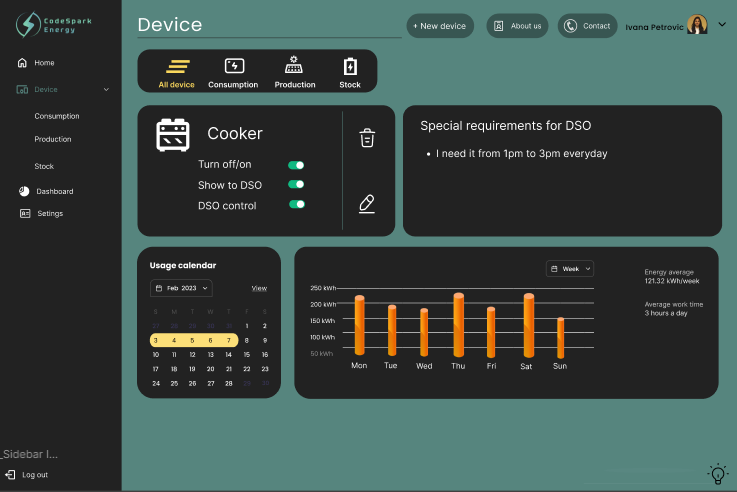 CodeSpark
Energy
Device
+ New device
About us
Contact
Ivana Petrovic
Home
Device
Consumption
Production
Stock
Dashboard
Setings
All device
Consumption
Production
Stock
Cooker
Turn off/on
Show to DSO
DSO control
Special requirements for DSO
• I need it from 1pm to 3pm everyday
Usage calendar
Feb 2023
View
S M T W T F S
27 28 29 30 31 1 2
3 4 5 6 7 8 9
10 11 12 13 14 15 16
17 18 19 20 21 22 23
24 25 26 27 28 29 30
Week
250 kWh
200 kWh
150 kWh
100 kWh
50 kWh
Mon Tue Wed Thu Fri Sat Sun
Energy average
121.32 kWh/week
Average work time
3 hours a day
_Sidebar I...
Log out